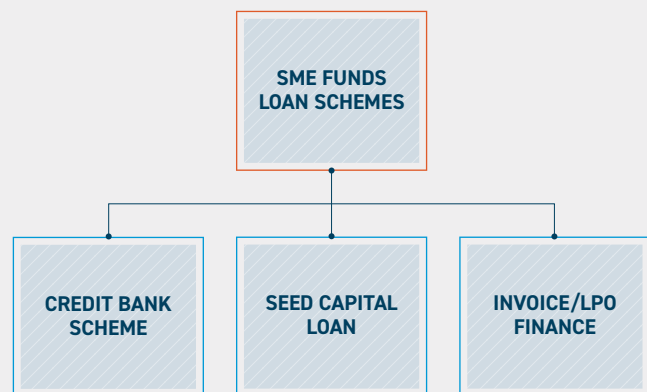 SME FUNDS
LOAN SCHEMES
CREDIT BANK
SCHEME
SEED CAPITAL
LOAN
INVOICE/LPO
FINANCE